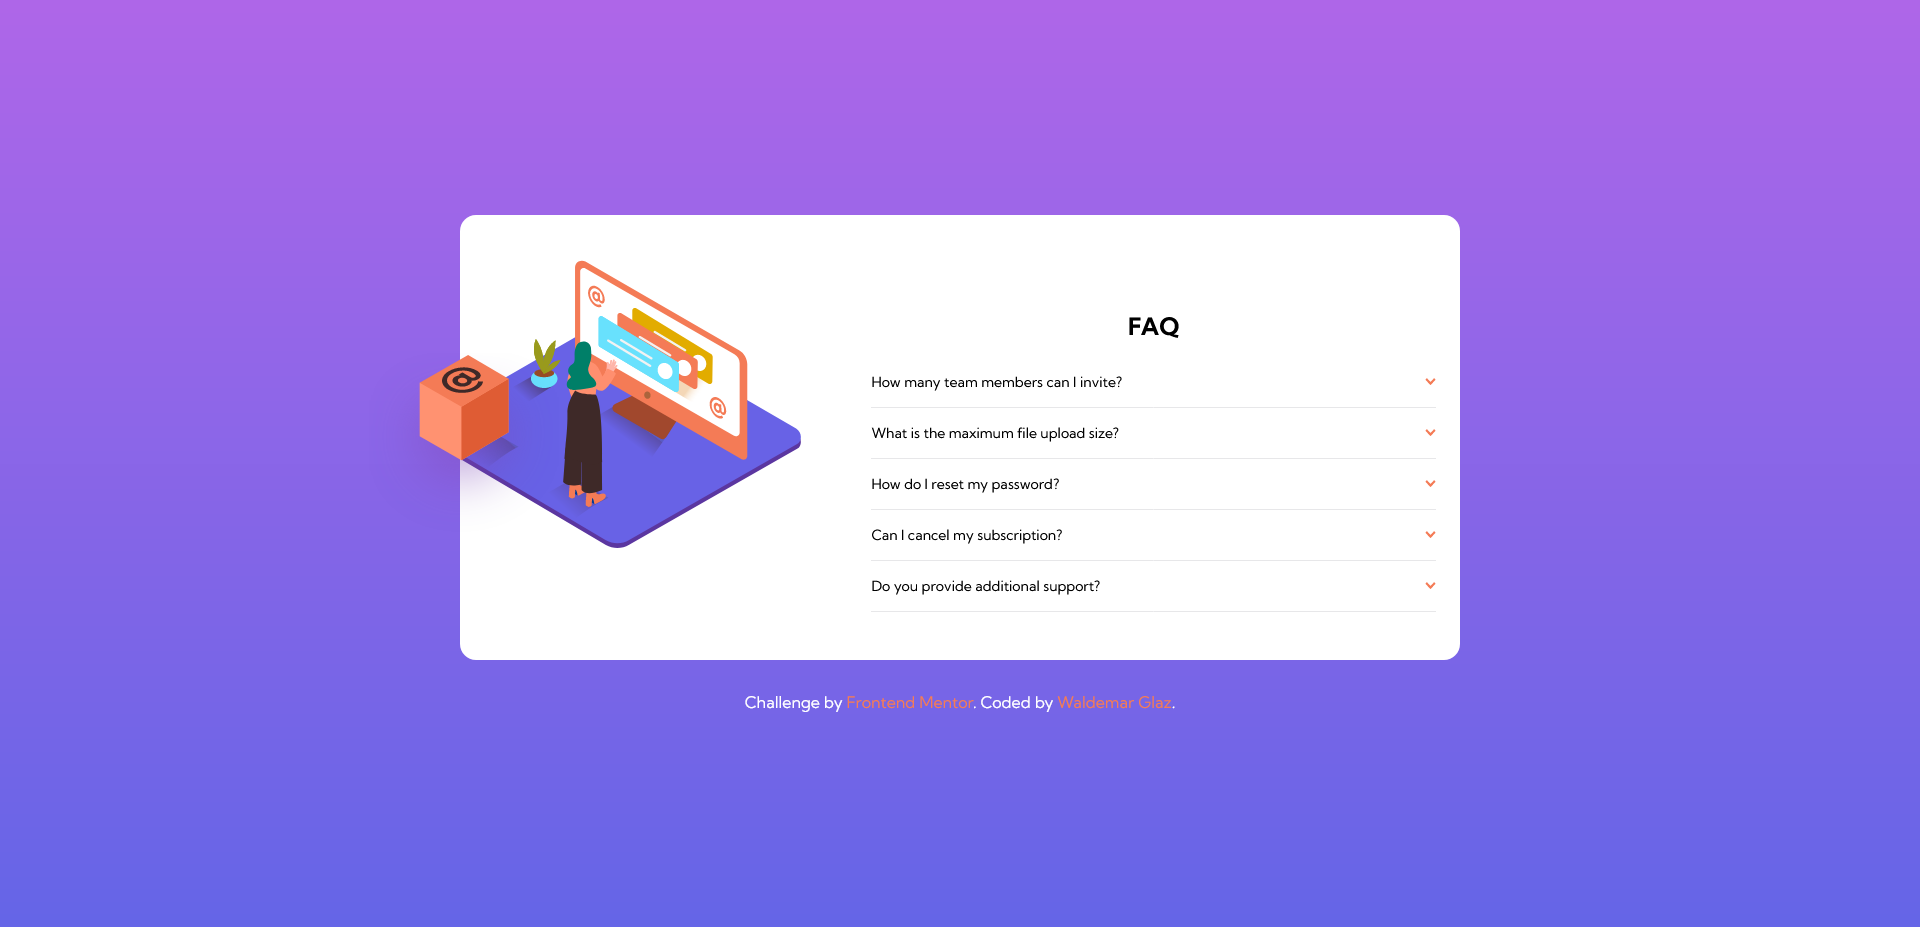 @
@
@
FAQ
How many team members can I invite?
What is the maximum file upload size?
How do I reset my password?
Can I cancel my subscription?
Do you provide additional support?
Challenge by Frontend Mentor. Coded by Waldemar Glaz.